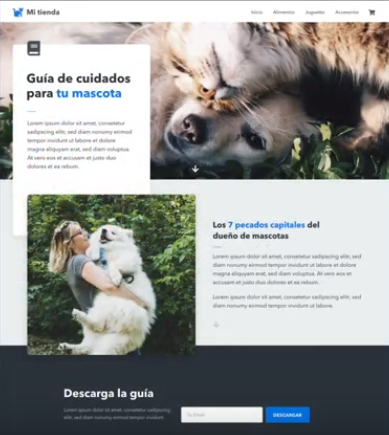 Mi tienda
Inicio Alimentos Juguetes Accesorios
Guía de cuidados
para tu mascota
Lorem ipsum dolor sit amet, consetetur
sadipscing elitr, sed diam nonumy eirmod
tempor invidunt ut labore et dolore
magna aliquyam erat, sed diam voluptua.
At vero eos et accusam et justo duo
dolores et ea rebum.
Los 7 pecados capitales del
dueño de mascotas
Lorem ipsum dolor sit amet, consetetur sadipscing elitr, sed
diam nonumy eirmod tempor invidunt ut labore et dolore
magna aliquyam erat, sed diam voluptua. At vero eos et
accusam et justo duo dolores et ea rebum.
Lorem ipsum dolor sit amet, consetetur sadipscing elitr, sed
diam nonumy eirmod tempor invidunt ut labore.
Descarga la guía
Lorem ipsum dolor sit amet, consetetur sadipscing
elitr, sed diam nonumy eirmod tempor invidunt
Tu Email
DESCARGAR